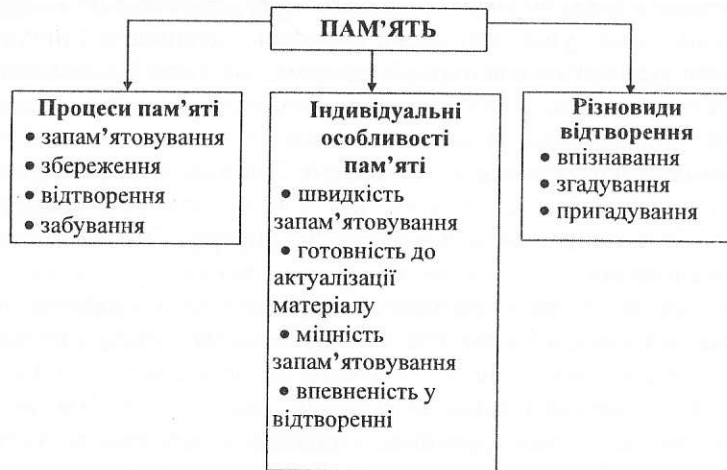 ПАМ’ЯТЬ
Процеси пам’яті
• запам’ятовування
• збереження
• відтворення
• забування
Індивідуальні
особливості
пам’яті
• швидкість
запам’ятовування
• готовність до
актуалізації
матеріалу
• міцність
запам’ятовування
• впевненість у
відтворенні
Різновиди
відтворення
• впізнавання
• згадування
• пригадування